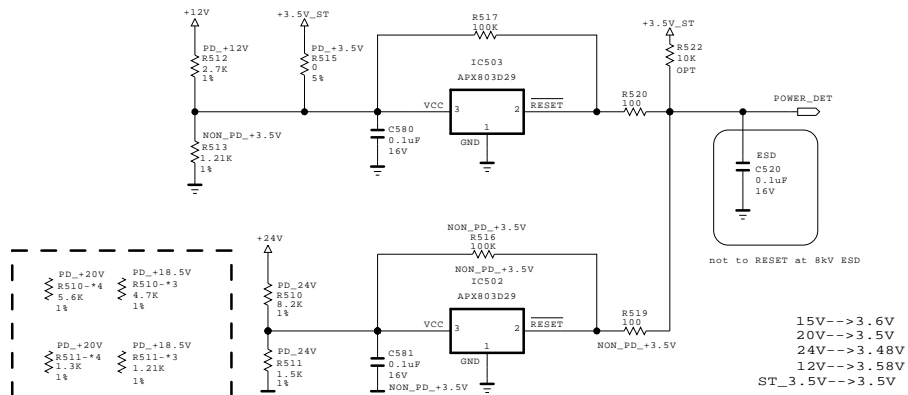 +12V
PD_+12V
R512
2.7K
1%
NON_PD_+3.5V
R513
1.21K
1%
+3.5V_ST
PD_+3.5V
R515
0
5%
R517
100K
IC503
APX803D29
VCC
3
2
RESET
1
GND
C580
0.1uF
16V
R520
100
+3.5V_ST
R522
10K
OPT
POWER_DET
ESD
C520
0.1uF
16V
not to RESET at 8kV ESD
PD_+20V
R510-*4
5.6K
1%
PD_+18.5V
R510-*3
4.7K
1%
PD_+20V
R511-*4
1.3K
1%
PD_+18.5V
R511-*3
1.21K
1%
+24V
PD_24V
R510
8.2K
1%
PD_24V
R511
1.5K
1%
NON_PD_+3.5V
R516
100K
NON_PD_+3.5V
IC502
APX803D29
VCC
3
2
RESET
1
GND
C581
0.1uF
16V
NON_PD_+3.5V
R519
100
NON_PD_+3.5V
15V-->3.6V
20V-->3.5V
24V-->3.48V
12V-->3.58V
ST_3.5V-->3.5V